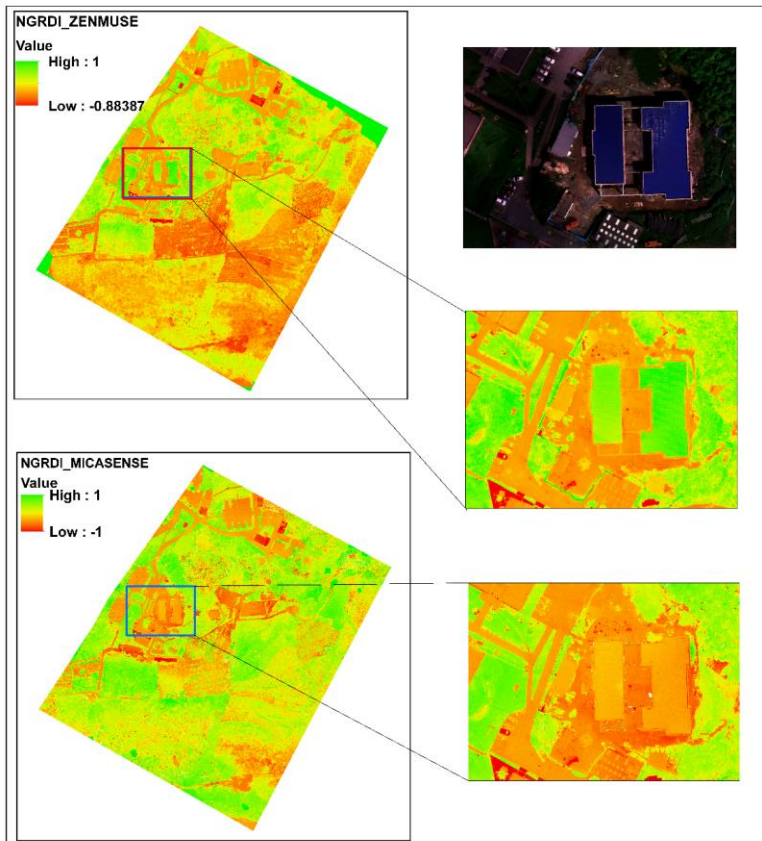 NGRDI_ZENMUSE
Value
High : 1
Low : -0.88387
NGRDI_MICASENSE
Value
High : 1
Low : -1